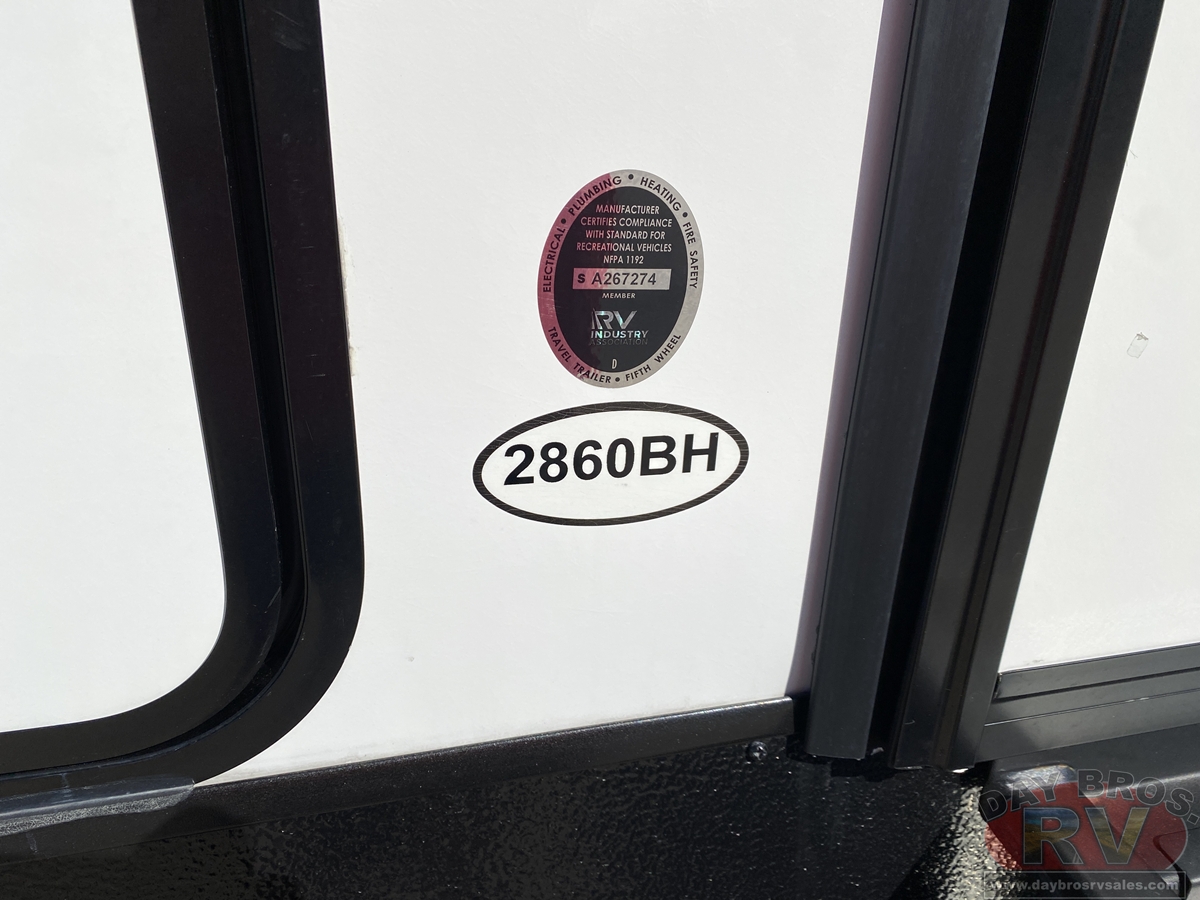 ELECTRICAL • PLUMBING • HEATING • FIRE SAFETY
MANUFACTURER
CERTIFIES COMPLIANCE
WITH STANDARD FOR
RECREATIONAL VEHICLES
NFPA 1192
S A267274
MEMBER
RV
INDUSTRY
ASSOCIATION
D
TRAVEL TRAILER • FIFTH WHEEL
2860BH
DAY BROS.
RV
www.daybrosrvsales.com